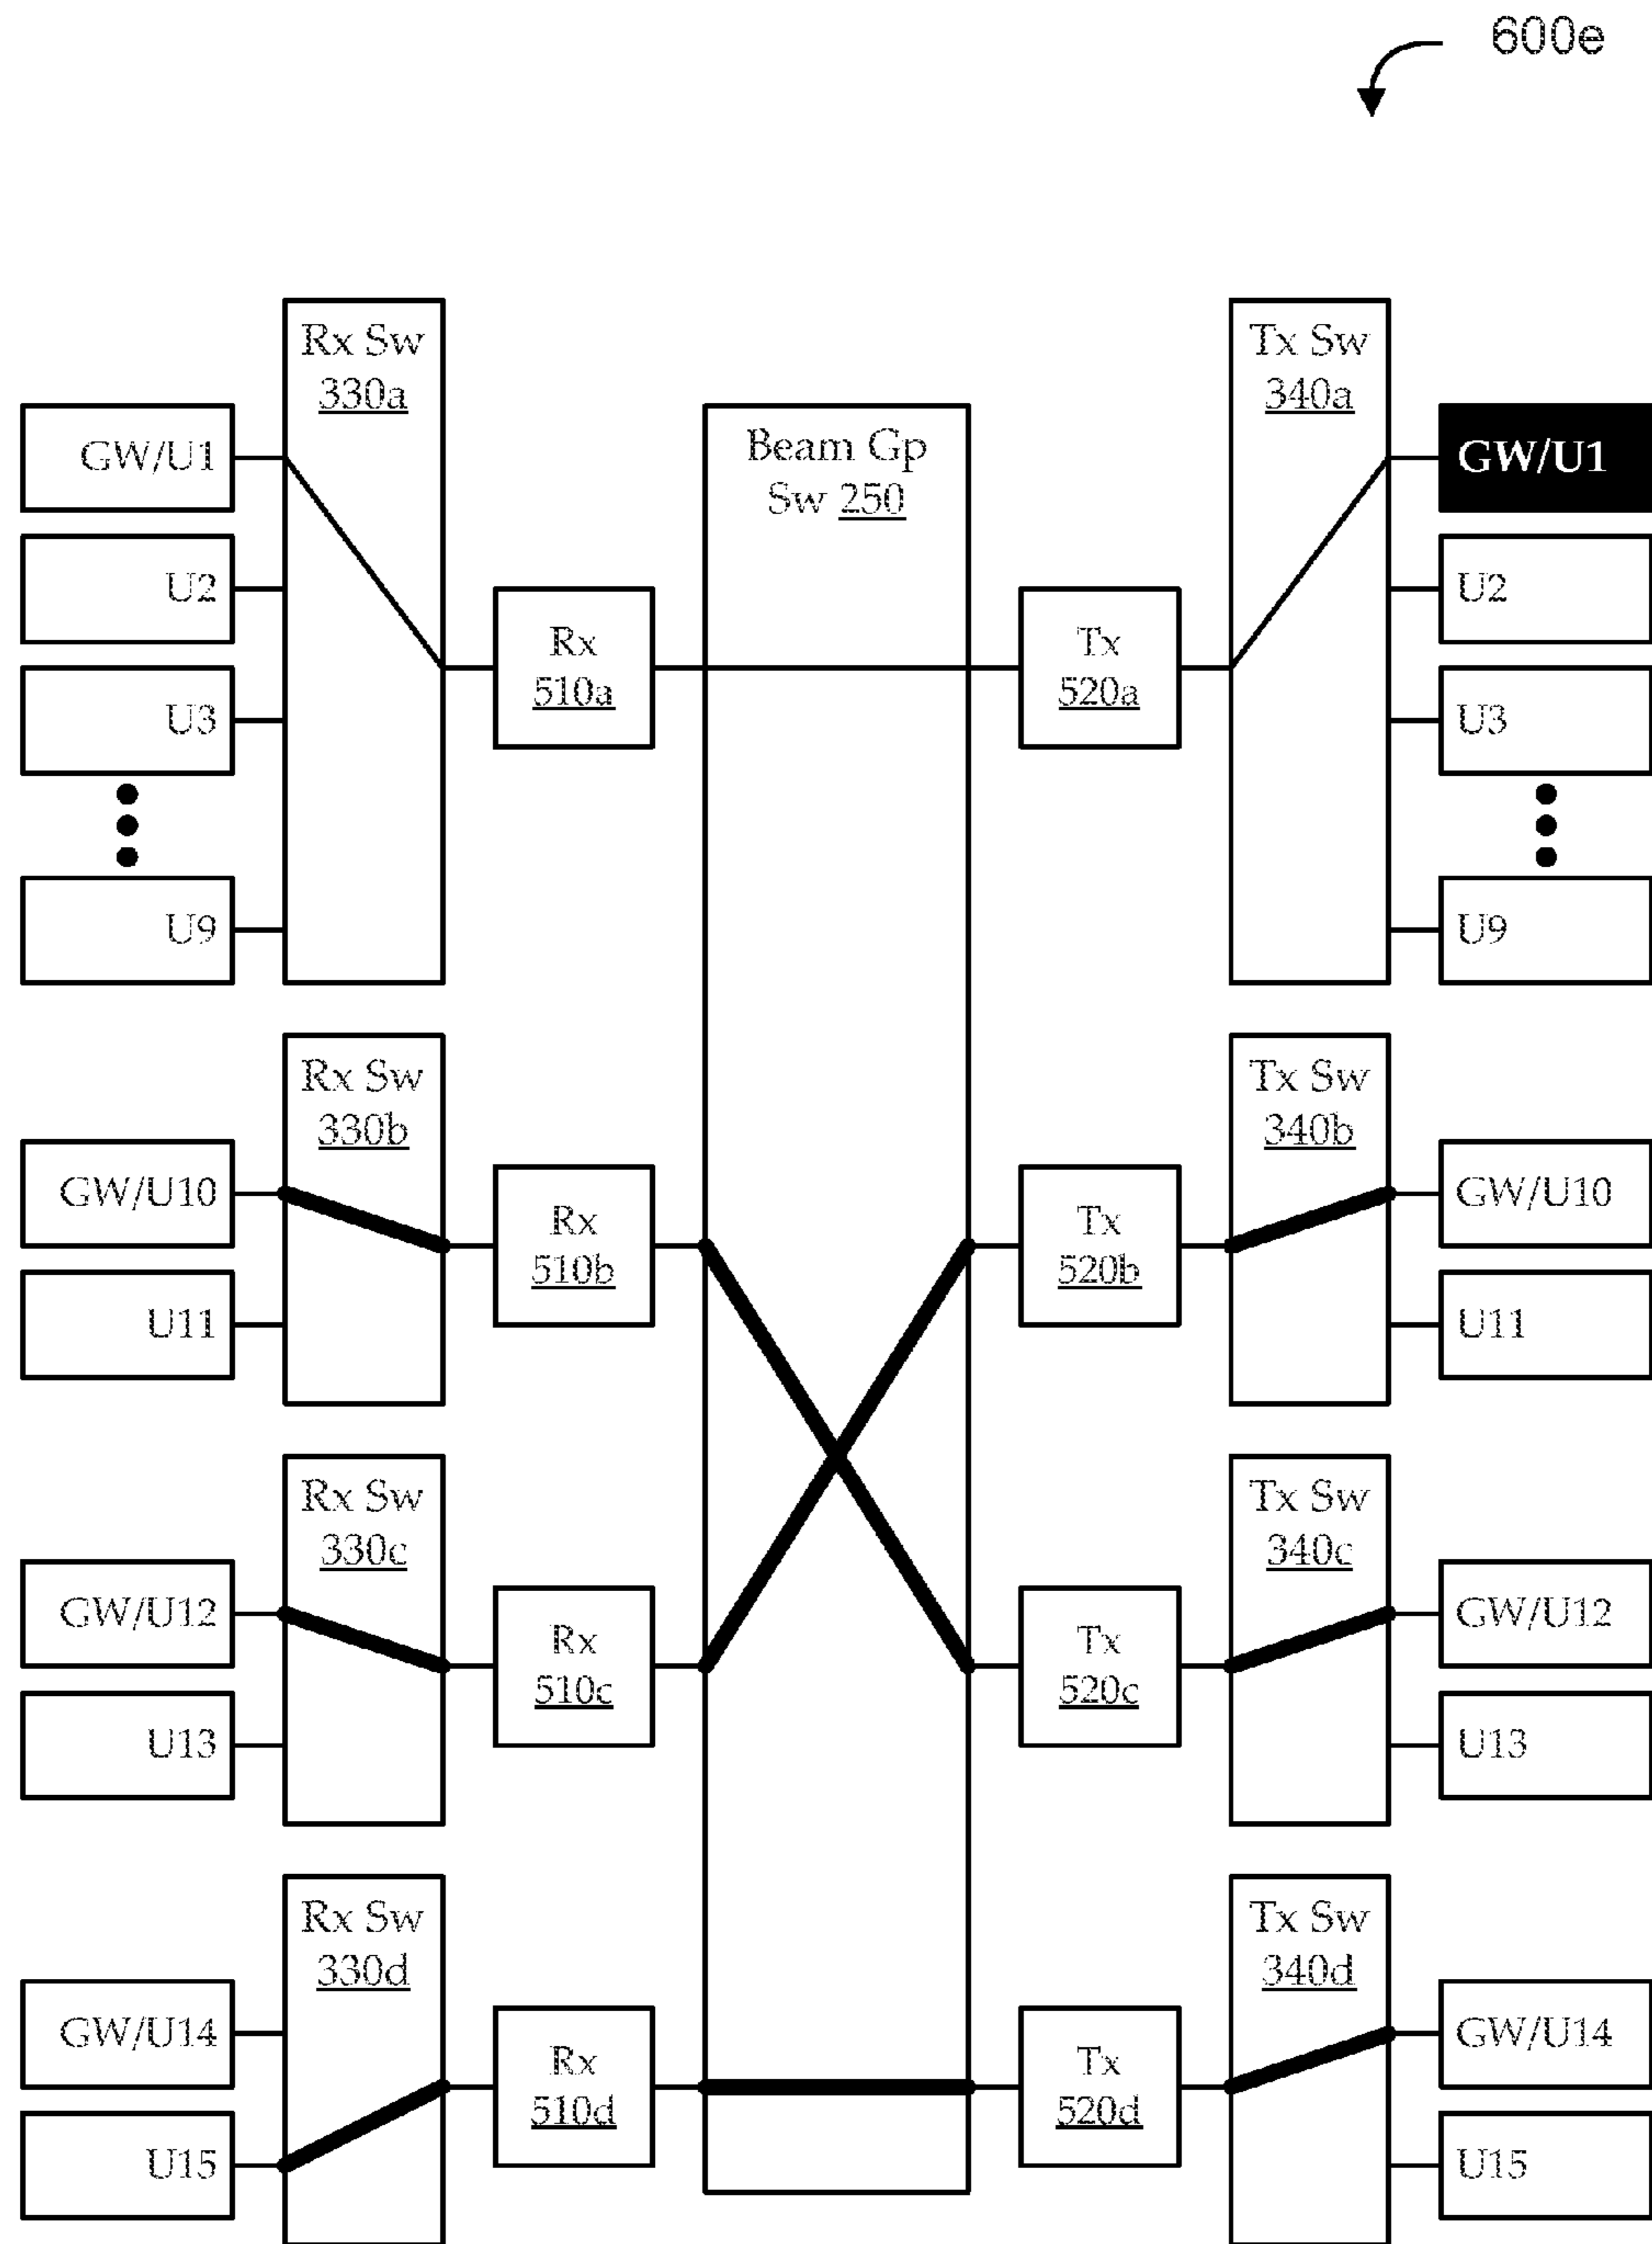 600e
Rx Sw
330a
GW/U1
U2
U3
U9
Rx
510a
Beam Gp
Sw 250
Tx
520a
Tx Sw
340a
GW/U1
U2
U3
U9
Rx Sw
330b
GW/U10
U11
Rx
510b
Tx
520b
Tx Sw
340b
GW/U10
U11
Rx Sw
330c
GW/U12
U13
Rx
510c
Tx
520c
Tx Sw
340c
GW/U12
U13
Rx Sw
330d
GW/U14
U15
Rx
510d
Tx
520d
Tx Sw
340d
GW/U14
U15